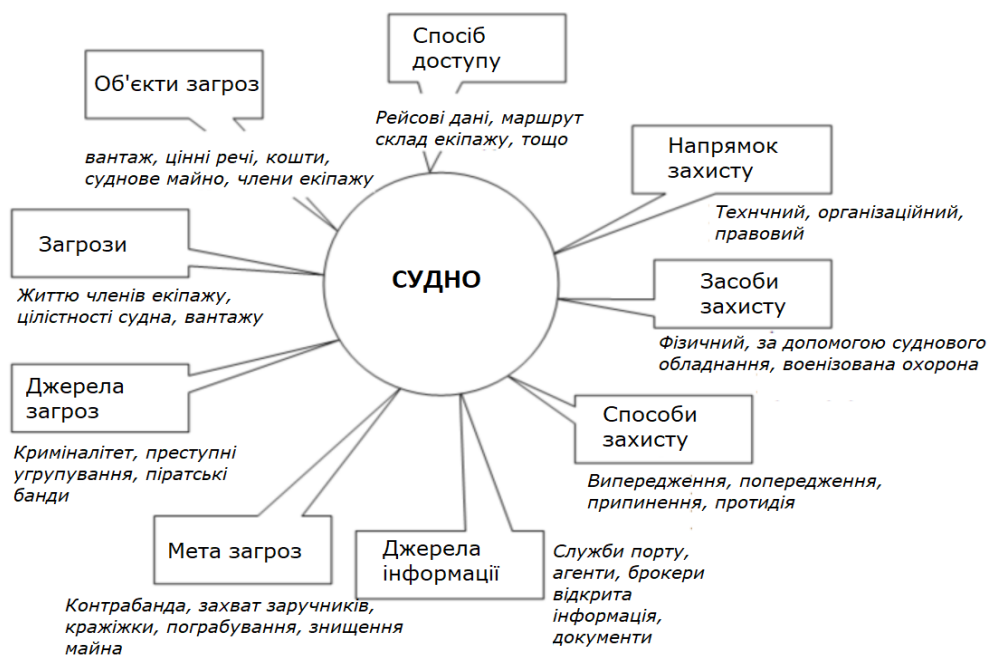 Спосіб
доступу
Рейсові дані, маршрут
склад екіпажу, тощо
Об'єкти загроз
вантаж, цінні речі, кошти,
суднове майно, члени екіпажу
Напрямок
захисту
Технчний, організаційний,
правовий
Загрози
Життю членів екіпажу,
цілістності судна, вантажу
СУДНО
Засоби
захисту
Фізичний, за допомогою суднового
обладнання, военізована охорона
Джерела
загроз
Криміналітет, преступні
угрупування, піратські
банди
Способи
захисту
Випередження, попередження,
припинення, протидія
Мета загроз
Контрабанда, захват заручників,
кражіжки, пограбування, знищення
майна
Джерела
інформації
Служби порту,
агенти, брокери
відкрита
інформація,
документи